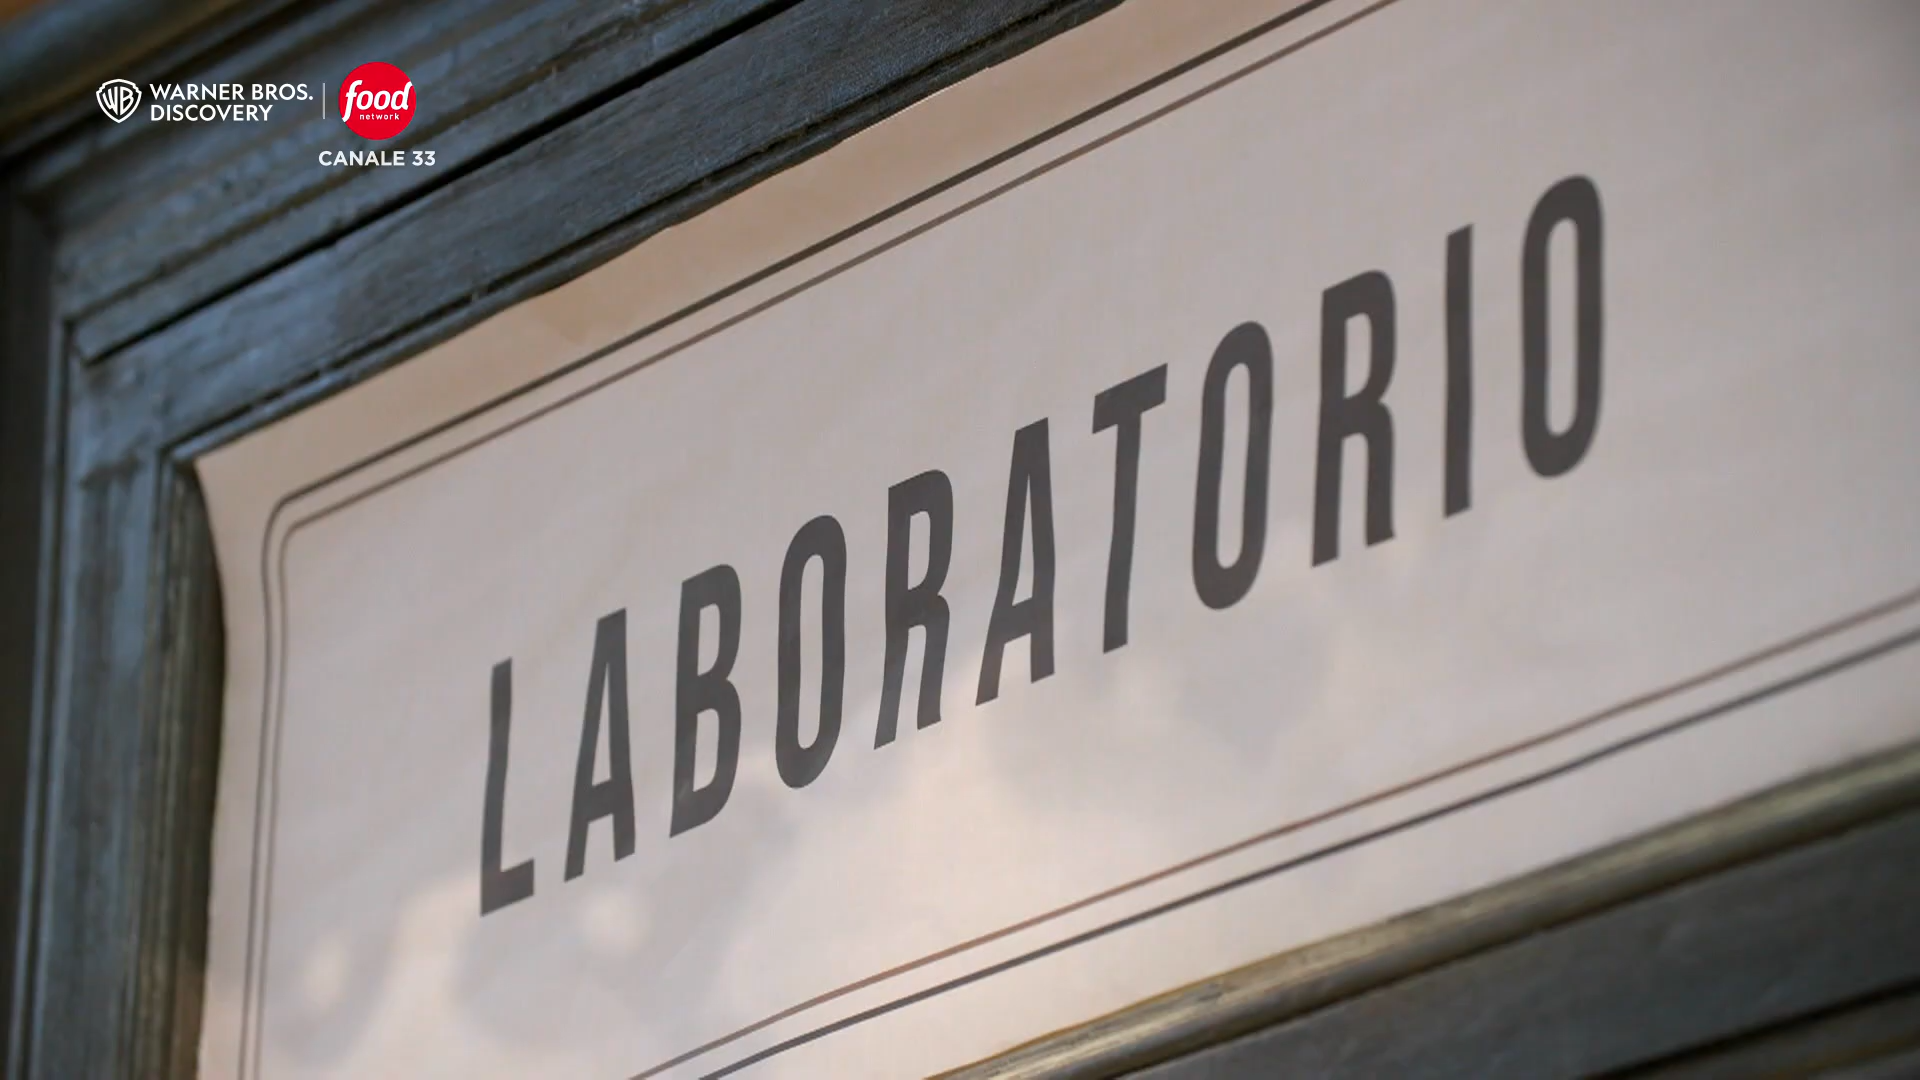 WARNER BROS.
DISCOVERY
food
network
CANALE 33
LABORATORIO